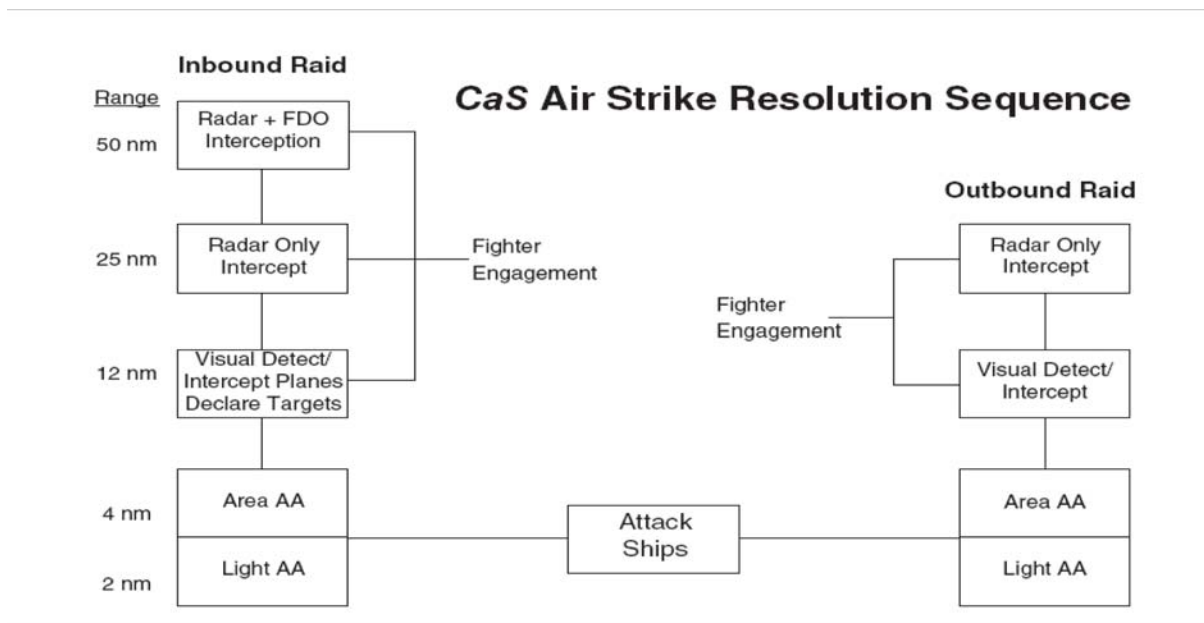 Inbound Raid
CaS Air Strike Resolution Sequence
Range
50 nm
Radar + FDO
Interception
Outbound Raid
25 nm
Radar Only
Intercept
Fighter
Engagement
Radar Only
Intercept
Fighter
Engagement
12 nm
Visual Detect/
Intercept Planes
Declare Targets
Visual Detect/
Intercept
4 nm
Area AA
Attack
Ships
Area AA
2 nm
Light AA
Light AA